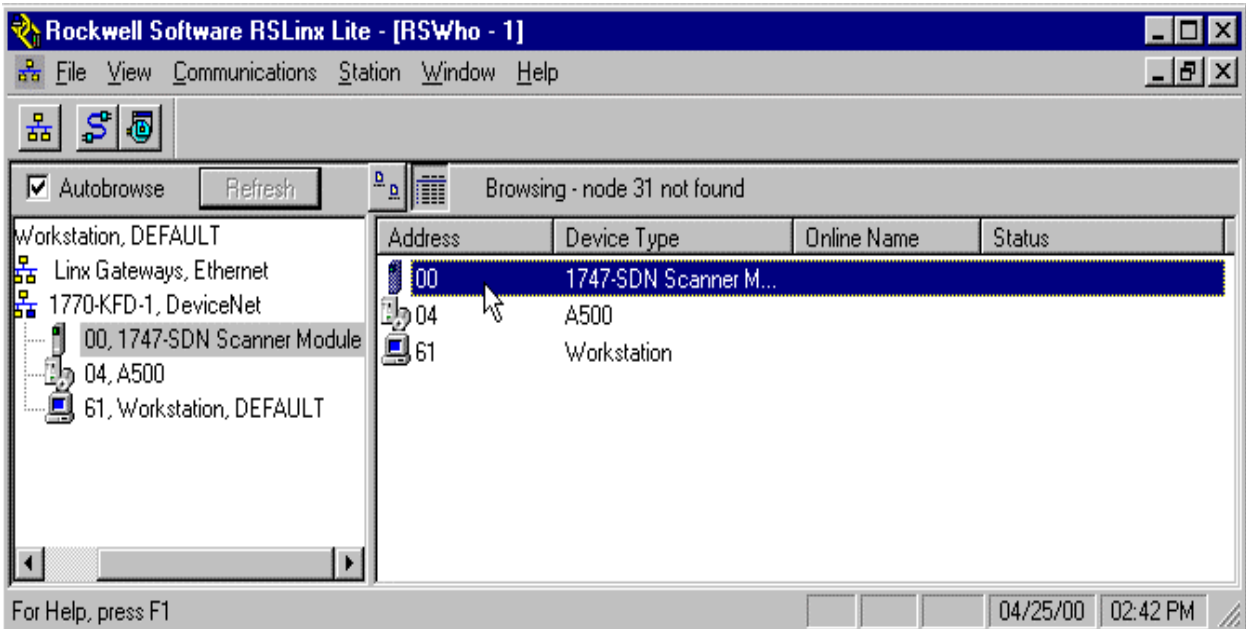 Rockwell Software RSLinx Lite - [RSWho - 1]
File View Communications Station Window Help
Autobrowse Refresh Browsing - node 31 not found
Workstation, DEFAULT
Linx Gateways, Ethernet
1770-KFD-1, DeviceNet
00, 1747-SDN Scanner Module
04, A500
61, Workstation, DEFAULT
Address Device Type Online Name Status
00 1747-SDN Scanner M...
04 A500
61 Workstation
For Help, press F1 04/25/00 02:42 PM